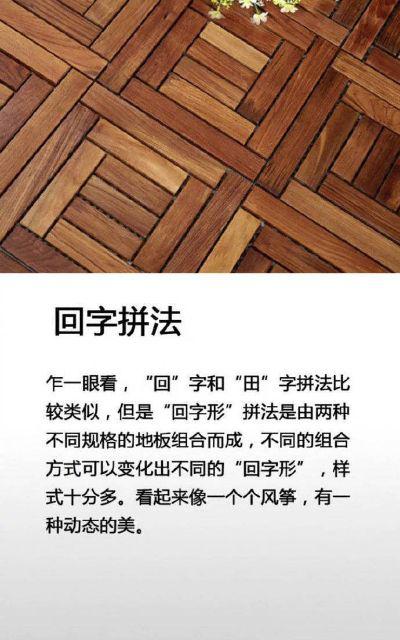 回字拼法
乍一眼看，“回”字和“田”字拼法比
较类似，但是“回字形”拼法是由两种
不同规格的地板组合而成，不同的组合
方式可以变化出不同的“回字形”，样
式十分多。看起来像一个个风筝，有一
种动态的美。